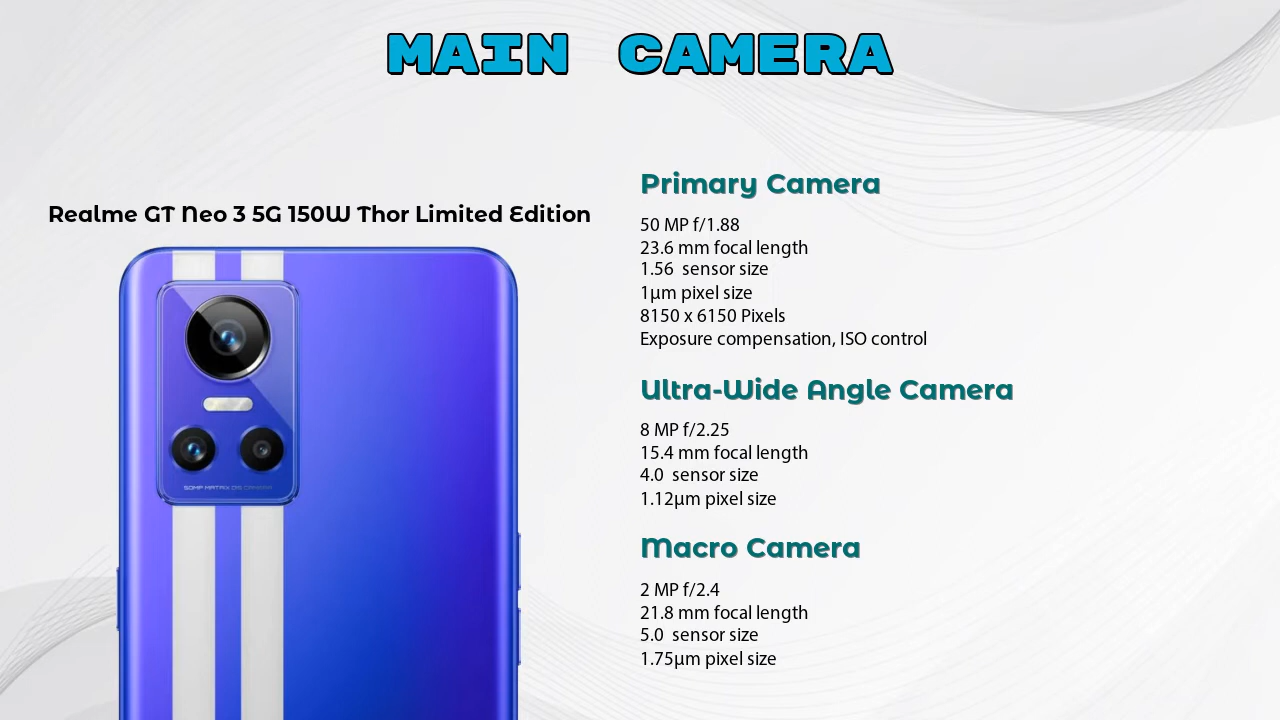 MAIN CAMERA
Realme GT Neo 3 5G 150W Thor Limited Edition
50MP MATRIX OIS CAMERA
Primary Camera
50 MP f/1.88
23.6 mm focal length
1.56 sensor size
1μm pixel size
8150 x 6150 Pixels
Exposure compensation, ISO control
Ultra-Wide Angle Camera
8 MP f/2.25
15.4 mm focal length
4.0 sensor size
1.12μm pixel size
Macro Camera
2 MP f/2.4
21.8 mm focal length
5.0 sensor size
1.75μm pixel size